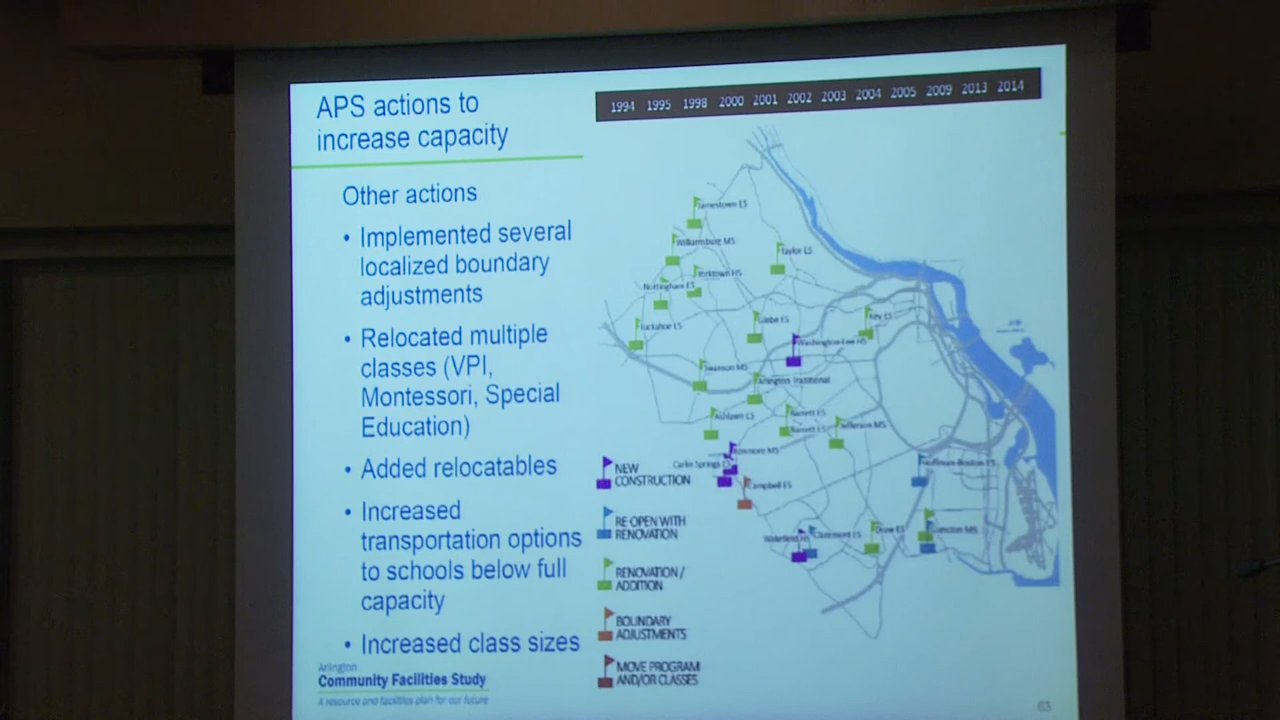 APS actions to
increase capacity
1994 1995 1998 2000 2001 2002 2003 2004 2005 2009 2013 2014
Other actions
• Implemented several
localized boundary
adjustments
• Relocated multiple
classes (VPI,
Montessori, Special
Education)
• Added relocatables
• Increased
transportation options
to schools below full
capacity
• Increased class sizes
Jamestown ES
Williamsburg MS
Taylor ES
Yorktown HS
Nottingham ES
Tuckahoe ES
Glebe ES
Key ES
Washington-Lee HS
Swanson MS
Arlington Traditional
Ashlawn ES
Barrett ES
Barrett ES
Jefferson MS
Kenmore MS
Carlin Springs ES
Campbell ES
Hoffman-Boston ES
Wakefield HS
Claremont ES
Drew ES
Gunston MS
NEW
CONSTRUCTION
RE-OPEN WITH
RENOVATION
RENOVATION /
ADDITION
BOUNDARY
ADJUSTMENTS
MOVE PROGRAM
AND/OR CLASSES
Arlington
Community Facilities Study
A resource and facilities plan for our future
63